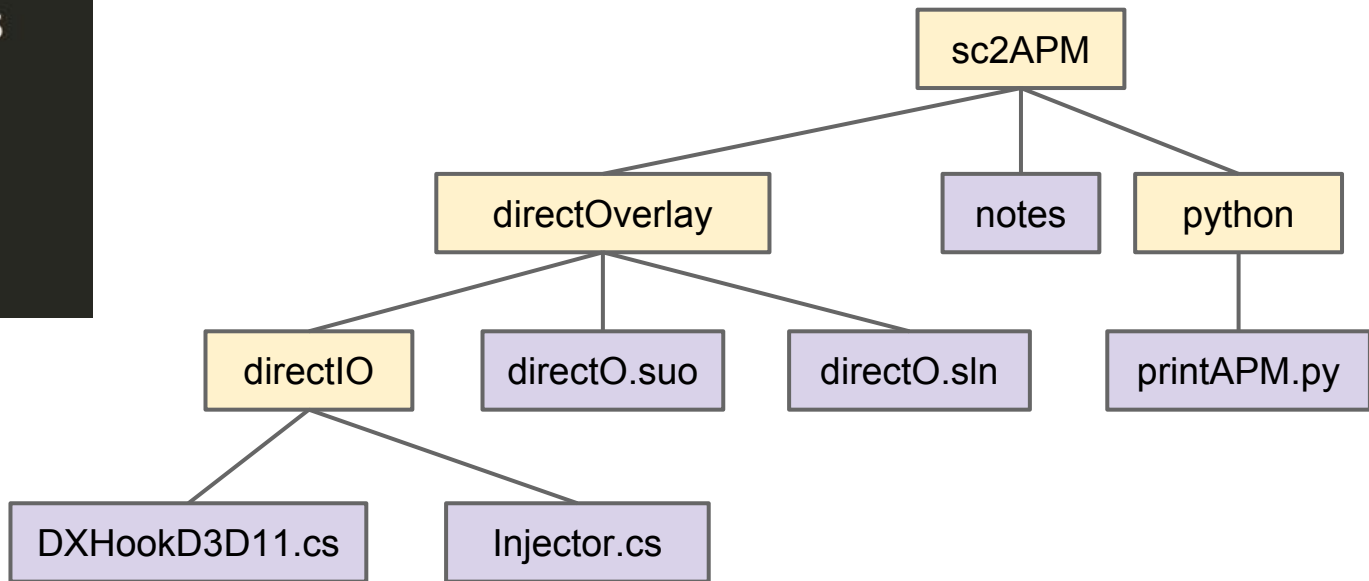 sc2APM
directOverlay
notes
python
directIO
directO.suo
directO.sln
printAPM.py
DXHookD3D11.cs
Injector.cs